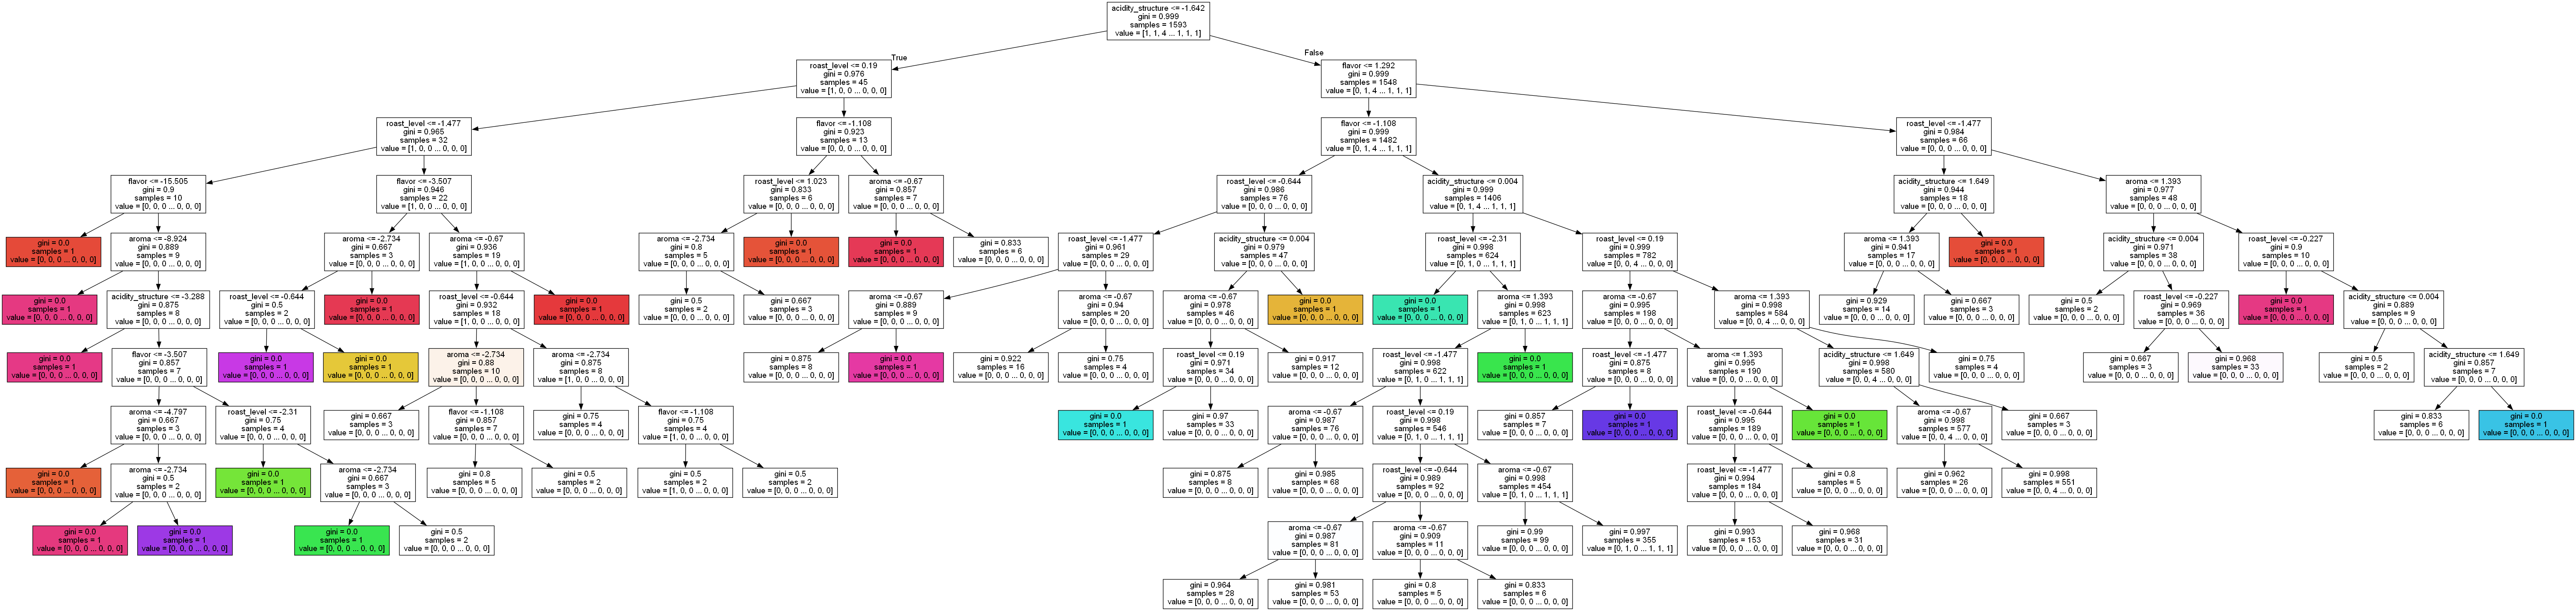 acidity_structure <= -1.642
gini = 0.999
samples = 1593
value = [1, 1, 4 ... 1, 1, 1]
True
False
roast_level <= 0.19
gini = 0.976
samples = 45
value = [1, 0, 0 ... 0, 0, 0]
flavor <= 1.292
gini = 0.999
samples = 1548
value = [0, 1, 4 ... 1, 1, 1]
roast_level <= -1.477
gini = 0.965
samples = 32
value = [1, 0, 0 ... 0, 0, 0]
flavor <= -1.108
gini = 0.923
samples = 13
value = [0, 0, 0 ... 0, 0, 0]
flavor <= -1.108
gini = 0.999
samples = 1482
value = [0, 1, 4 ... 1, 1, 1]
roast_level <= -1.477
gini = 0.984
samples = 66
value = [0, 0, 0 ... 0, 0, 0]
flavor <= -15.505
gini = 0.9
samples = 10
value = [0, 0, 0 ... 0, 0, 0]
flavor <= -3.507
gini = 0.946
samples = 22
value = [1, 0, 0 ... 0, 0, 0]
roast_level <= 1.023
gini = 0.833
samples = 6
value = [0, 0, 0 ... 0, 0, 0]
aroma <= -0.67
gini = 0.857
samples = 7
value = [0, 0, 0 ... 0, 0, 0]
roast_level <= -0.644
gini = 0.986
samples = 76
value = [0, 0, 0 ... 0, 0, 0]
acidity_structure <= 0.004
gini = 0.999
samples = 1406
value = [0, 1, 4 ... 1, 1, 1]
acidity_structure <= 1.649
gini = 0.944
samples = 18
value = [0, 0, 0 ... 0, 0, 0]
aroma <= 1.393
gini = 0.977
samples = 48
value = [0, 0, 0 ... 0, 0, 0]
gini = 0.0
samples = 1
value = [0, 0, 0 ... 0, 0, 0]
aroma <= -8.924
gini = 0.889
samples = 9
value = [0, 0, 0 ... 0, 0, 0]
aroma <= -2.734
gini = 0.667
samples = 3
value = [0, 0, 0 ... 0, 0, 0]
aroma <= -0.67
gini = 0.936
samples = 19
value = [1, 0, 0 ... 0, 0, 0]
aroma <= -2.734
gini = 0.8
samples = 5
value = [0, 0, 0 ... 0, 0, 0]
gini = 0.0
samples = 1
value = [0, 0, 0 ... 0, 0, 0]
gini = 0.0
samples = 1
value = [0, 0, 0 ... 0, 0, 0]
gini = 0.833
samples = 6
value = [0, 0, 0 ... 0, 0, 0]
roast_level <= -1.477
gini = 0.961
samples = 29
value = [0, 0, 0 ... 0, 0, 0]
acidity_structure <= 0.004
gini = 0.979
samples = 47
value = [0, 0, 0 ... 0, 0, 0]
roast_level <= -2.31
gini = 0.998
samples = 624
value = [0, 1, 0 ... 1, 1, 1]
roast_level <= 0.19
gini = 0.999
samples = 782
value = [0, 0, 4 ... 0, 0, 0]
aroma <= 1.393
gini = 0.941
samples = 17
value = [0, 0, 0 ... 0, 0, 0]
gini = 0.0
samples = 1
value = [0, 0, 0 ... 0, 0, 0]
acidity_structure <= 0.004
gini = 0.971
samples = 38
value = [0, 0, 0 ... 0, 0, 0]
roast_level <= -0.227
gini = 0.9
samples = 10
value = [0, 0, 0 ... 0, 0, 0]
gini = 0.0
samples = 1
value = [0, 0, 0 ... 0, 0, 0]
acidity_structure <= -3.288
gini = 0.875
samples = 8
value = [0, 0, 0 ... 0, 0, 0]
roast_level <= -0.644
gini = 0.5
samples = 2
value = [0, 0, 0 ... 0, 0, 0]
gini = 0.0
samples = 1
value = [0, 0, 0 ... 0, 0, 0]
roast_level <= -0.644
gini = 0.932
samples = 18
value = [1, 0, 0 ... 0, 0, 0]
gini = 0.0
samples = 1
value = [0, 0, 0 ... 0, 0, 0]
gini = 0.5
samples = 2
value = [0, 0, 0 ... 0, 0, 0]
gini = 0.667
samples = 3
value = [0, 0, 0 ... 0, 0, 0]
aroma <= -0.67
gini = 0.889
samples = 9
value = [0, 0, 0 ... 0, 0, 0]
aroma <= -0.67
gini = 0.94
samples = 20
value = [0, 0, 0 ... 0, 0, 0]
aroma <= -0.67
gini = 0.978
samples = 46
value = [0, 0, 0 ... 0, 0, 0]
gini = 0.0
samples = 1
value = [0, 0, 0 ... 0, 0, 0]
gini = 0.0
samples = 1
value = [0, 0, 0 ... 0, 0, 0]
aroma <= 1.393
gini = 0.998
samples = 623
value = [0, 1, 0 ... 1, 1, 1]
aroma <= -0.67
gini = 0.995
samples = 198
value = [0, 0, 0 ... 0, 0, 0]
aroma <= 1.393
gini = 0.998
samples = 584
value = [0, 0, 4 ... 0, 0, 0]
gini = 0.929
samples = 14
value = [0, 0, 0 ... 0, 0, 0]
gini = 0.667
samples = 3
value = [0, 0, 0 ... 0, 0, 0]
gini = 0.5
samples = 2
value = [0, 0, 0 ... 0, 0, 0]
roast_level <= -0.227
gini = 0.969
samples = 36
value = [0, 0, 0 ... 0, 0, 0]
gini = 0.0
samples = 1
value = [0, 0, 0 ... 0, 0, 0]
acidity_structure <= 0.004
gini = 0.889
samples = 9
value = [0, 0, 0 ... 0, 0, 0]
gini = 0.0
samples = 1
value = [0, 0, 0 ... 0, 0, 0]
flavor <= -3.507
gini = 0.857
samples = 7
value = [0, 0, 0 ... 0, 0, 0]
gini = 0.0
samples = 1
value = [0, 0, 0 ... 0, 0, 0]
gini = 0.0
samples = 1
value = [0, 0, 0 ... 0, 0, 0]
aroma <= -2.734
gini = 0.88
samples = 10
value = [0, 0, 0 ... 0, 0, 0]
aroma <= -2.734
gini = 0.875
samples = 8
value = [1, 0, 0 ... 0, 0, 0]
gini = 0.875
samples = 8
value = [0, 0, 0 ... 0, 0, 0]
gini = 0.0
samples = 1
value = [0, 0, 0 ... 0, 0, 0]
gini = 0.922
samples = 16
value = [0, 0, 0 ... 0, 0, 0]
gini = 0.75
samples = 4
value = [0, 0, 0 ... 0, 0, 0]
roast_level <= 0.19
gini = 0.971
samples = 34
value = [0, 0, 0 ... 0, 0, 0]
gini = 0.917
samples = 12
value = [0, 0, 0 ... 0, 0, 0]
roast_level <= -1.477
gini = 0.998
samples = 622
value = [0, 1, 0 ... 1, 1, 1]
gini = 0.0
samples = 1
value = [0, 0, 0 ... 0, 0, 0]
roast_level <= -1.477
gini = 0.875
samples = 8
value = [0, 0, 0 ... 0, 0, 0]
aroma <= 1.393
gini = 0.995
samples = 190
value = [0, 0, 0 ... 0, 0, 0]
acidity_structure <= 1.649
gini = 0.998
samples = 580
value = [0, 0, 4 ... 0, 0, 0]
gini = 0.75
samples = 4
value = [0, 0, 0 ... 0, 0, 0]
gini = 0.667
samples = 3
value = [0, 0, 0 ... 0, 0, 0]
gini = 0.968
samples = 33
value = [0, 0, 0 ... 0, 0, 0]
gini = 0.5
samples = 2
value = [0, 0, 0 ... 0, 0, 0]
acidity_structure <= 1.649
gini = 0.857
samples = 7
value = [0, 0, 0 ... 0, 0, 0]
aroma <= -4.797
gini = 0.667
samples = 3
value = [0, 0, 0 ... 0, 0, 0]
roast_level <= -2.31
gini = 0.75
samples = 4
value = [0, 0, 0 ... 0, 0, 0]
gini = 0.667
samples = 3
value = [0, 0, 0 ... 0, 0, 0]
flavor <= -1.108
gini = 0.857
samples = 7
value = [0, 0, 0 ... 0, 0, 0]
gini = 0.75
samples = 4
value = [0, 0, 0 ... 0, 0, 0]
flavor <= -1.108
gini = 0.75
samples = 4
value = [1, 0, 0 ... 0, 0, 0]
gini = 0.0
samples = 1
value = [0, 0, 0 ... 0, 0, 0]
gini = 0.97
samples = 33
value = [0, 0, 0 ... 0, 0, 0]
aroma <= -0.67
gini = 0.987
samples = 76
value = [0, 0, 0 ... 0, 0, 0]
roast_level <= 0.19
gini = 0.998
samples = 546
value = [0, 1, 0 ... 1, 1, 1]
gini = 0.857
samples = 7
value = [0, 0, 0 ... 0, 0, 0]
gini = 0.0
samples = 1
value = [0, 0, 0 ... 0, 0, 0]
roast_level <= -0.644
gini = 0.995
samples = 189
value = [0, 0, 0 ... 0, 0, 0]
gini = 0.0
samples = 1
value = [0, 0, 0 ... 0, 0, 0]
aroma <= -0.67
gini = 0.998
samples = 577
value = [0, 0, 4 ... 0, 0, 0]
gini = 0.667
samples = 3
value = [0, 0, 0 ... 0, 0, 0]
gini = 0.833
samples = 6
value = [0, 0, 0 ... 0, 0, 0]
gini = 0.0
samples = 1
value = [0, 0, 0 ... 0, 0, 0]
gini = 0.0
samples = 1
value = [0, 0, 0 ... 0, 0, 0]
aroma <= -2.734
gini = 0.5
samples = 2
value = [0, 0, 0 ... 0, 0, 0]
gini = 0.0
samples = 1
value = [0, 0, 0 ... 0, 0, 0]
aroma <= -2.734
gini = 0.667
samples = 3
value = [0, 0, 0 ... 0, 0, 0]
gini = 0.8
samples = 5
value = [0, 0, 0 ... 0, 0, 0]
gini = 0.5
samples = 2
value = [0, 0, 0 ... 0, 0, 0]
gini = 0.5
samples = 2
value = [1, 0, 0 ... 0, 0, 0]
gini = 0.5
samples = 2
value = [0, 0, 0 ... 0, 0, 0]
gini = 0.875
samples = 8
value = [0, 0, 0 ... 0, 0, 0]
gini = 0.985
samples = 68
value = [0, 0, 0 ... 0, 0, 0]
roast_level <= -0.644
gini = 0.989
samples = 92
value = [0, 0, 0 ... 0, 0, 0]
aroma <= -0.67
gini = 0.998
samples = 454
value = [0, 1, 0 ... 1, 1, 1]
roast_level <= -1.477
gini = 0.994
samples = 184
value = [0, 0, 0 ... 0, 0, 0]
gini = 0.8
samples = 5
value = [0, 0, 0 ... 0, 0, 0]
gini = 0.962
samples = 26
value = [0, 0, 0 ... 0, 0, 0]
gini = 0.998
samples = 551
value = [0, 0, 4 ... 0, 0, 0]
gini = 0.0
samples = 1
value = [0, 0, 0 ... 0, 0, 0]
gini = 0.0
samples = 1
value = [0, 0, 0 ... 0, 0, 0]
gini = 0.0
samples = 1
value = [0, 0, 0 ... 0, 0, 0]
gini = 0.5
samples = 2
value = [0, 0, 0 ... 0, 0, 0]
aroma <= -0.67
gini = 0.987
samples = 81
value = [0, 0, 0 ... 0, 0, 0]
aroma <= -0.67
gini = 0.909
samples = 11
value = [0, 0, 0 ... 0, 0, 0]
gini = 0.99
samples = 99
value = [0, 0, 0 ... 0, 0, 0]
gini = 0.997
samples = 355
value = [0, 1, 0 ... 1, 1, 1]
gini = 0.993
samples = 153
value = [0, 0, 0 ... 0, 0, 0]
gini = 0.968
samples = 31
value = [0, 0, 0 ... 0, 0, 0]
gini = 0.964
samples = 28
value = [0, 0, 0 ... 0, 0, 0]
gini = 0.981
samples = 53
value = [0, 0, 0 ... 0, 0, 0]
gini = 0.8
samples = 5
value = [0, 0, 0 ... 0, 0, 0]
gini = 0.833
samples = 6
value = [0, 0, 0 ... 0, 0, 0]